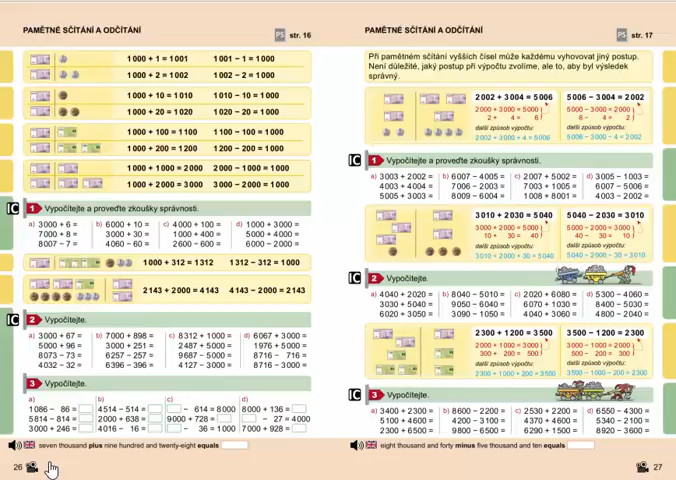 PAMĚTNÉ SČÍTÁNÍ A ODČÍTÁNÍ
PS str. 16
1 000 + 1 = 1 001 1 001 − 1 = 1 000
1 000 + 2 = 1 002 1 002 − 2 = 1 000
1 000 + 10 = 1 010 1 010 − 10 = 1 000
1 000 + 20 = 1 020 1 020 − 20 = 1 000
1 000 + 100 = 1 100 1 100 − 100 = 1 000
1 000 + 200 = 1 200 1 200 − 200 = 1 000
1 000 + 1 000 = 2 000 2 000 − 1 000 = 1 000
1 000 + 2 000 = 3 000 3 000 − 2 000 = 1 000
1 Vypočítejte a proveďte zkoušky správnosti.
a) 3 000 + 6 = b) 6 000 + 10 = c) 4 000 + 100 = d) 1 000 + 3 000 =
7 000 + 8 = 3 000 + 30 = 1 000 + 400 = 5 000 + 4 000 =
8 007 − 7 = 4 060 − 60 = 2 600 − 600 = 6 000 − 2 000 =
1 000 + 312 = 1 312 1 312 − 312 = 1 000
2 143 + 2 000 = 4 143 4 143 − 2 000 = 2 143
2 Vypočítejte.
a) 3 000 + 67 = b) 7 000 + 898 = c) 8 312 + 1 000 = d) 6 067 + 3 000 =
5 000 + 96 = 3 000 + 251 = 2 487 + 5 000 = 1 976 + 5 000 =
8 073 − 73 = 6 257 − 257 = 9 687 − 5 000 = 8 716 − 716 =
4 032 − 32 = 6 396 − 396 = 4 127 − 3 000 = 8 716 − 3 000 =
3 Vypočítejte.
a) b) c) d)
1 086 − 86 = 4 514 − 514 = − 614 = 8 000 8 000 + 136 =
5 814 − 814 = 2 000 + 638 = 9 000 + 728 = − 27 = 4 000
3 000 + 246 = 4 016 − 16 = − 36 = 1 000 7 000 + 928 =
seven thousand plus nine hundred and twenty-eight equals
26
PAMĚTNÉ SČÍTÁNÍ A ODČÍTÁNÍ
PS str. 17
Při pamětném sčítání vyšších čísel může každému vyhovovat jiný postup.
Není důležité, jaký postup při výpočtu zvolíme, ale to, aby byl výsledek
správný.
2 002 + 3 004 = 5 006 5 006 − 3 004 = 2 002
2 000 + 3 000 = 5 000 5 000 − 3 000 = 2 000
2 + 4 = 6 6 − 4 = 2
další způsob výpočtu: další způsob výpočtu:
2 002 + 3 000 + 4 = 5 006 5 006 − 3 000 − 4 = 2 002
1 Vypočítejte a proveďte zkoušky správnosti.
a) 3 003 + 2 002 = b) 6 007 − 4 005 = c) 2 007 + 5 002 = d) 3 005 − 1 003 =
4 003 + 4 004 = 7 006 − 2 003 = 7 003 + 1 005 = 6 007 − 5 006 =
5 005 + 3 003 = 8 009 − 6 004 = 1 008 + 8 001 = 4 003 − 2 002 =
3 010 + 2 030 = 5 040 5 040 − 2 030 = 3 010
3 000 + 2 000 = 5 000 5 000 − 2 000 = 3 000
10 + 30 = 40 40 − 30 = 10
další způsob výpočtu: další způsob výpočtu:
3 010 + 2 000 + 30 = 5 040 5 040 − 2 000 − 30 = 3 010
2 Vypočítejte.
a) 4 040 + 2 020 = b) 8 040 − 5 010 = c) 2 020 + 6 080 = d) 5 300 − 4 060 =
3 030 + 5 040 = 9 050 − 6 040 = 6 070 + 1 030 = 8 400 − 5 030 =
6 020 + 3 050 = 3 090 − 1 050 = 4 040 + 3 060 = 4 800 − 2 040 =
2 300 + 1 200 = 3 500 3 500 − 1 200 = 2 300
2 000 + 1 000 = 3 000 3 000 − 1 000 = 2 000
300 + 200 = 500 500 − 200 = 300
další způsob výpočtu: další způsob výpočtu:
2 300 + 1 000 + 200 = 3 500 3 500 − 1 000 − 200 = 2 300
3 Vypočítejte.
a) 3 400 + 2 300 = b) 8 600 − 2 200 = c) 2 530 + 2 200 = d) 6 550 − 4 300 =
5 100 + 4 600 = 4 200 − 3 100 = 4 370 + 4 600 = 5 340 − 2 100 =
2 300 + 6 500 = 9 800 − 6 500 = 6 290 + 1 500 = 8 920 − 3 600 =
eight thousand and forty minus five thousand and ten equals
27